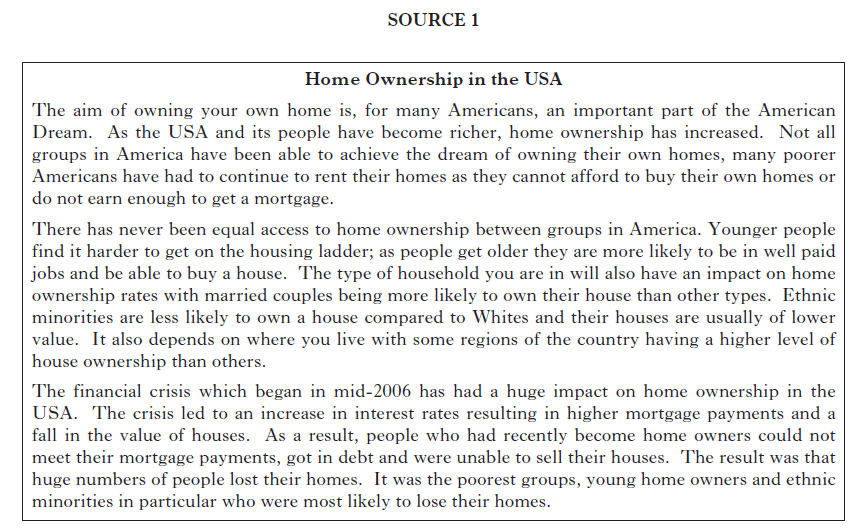 SOURCE 1
Home Ownership in the USA
The aim of owning your own home is, for many Americans, an important part of the American
Dream. As the USA and its people have become richer, home ownership has increased. Not all
groups in America have been able to achieve the dream of owning their own homes, many poorer
Americans have had to continue to rent their homes as they cannot afford to buy their own homes or
do not earn enough to get a mortgage.
There has never been equal access to home ownership between groups in America. Younger people
find it harder to get on the housing ladder; as people get older they are more likely to be in well paid
jobs and be able to buy a house. The type of household you are in will also have an impact on home
ownership rates with married couples being more likely to own their house than other types. Ethnic
minorities are less likely to own a house compared to Whites and their houses are usually of lower
value. It also depends on where you live with some regions of the country having a higher level of
house ownership than others.
The financial crisis which began in mid-2006 has had a huge impact on home ownership in the
USA. The crisis led to an increase in interest rates resulting in higher mortgage payments and a
fall in the value of houses. As a result, people who had recently become home owners could not
meet their mortgage payments, got in debt and were unable to sell their houses. The result was that
huge numbers of people lost their homes. It was the poorest groups, young home owners and ethnic
minorities in particular who were most likely to lose their homes.